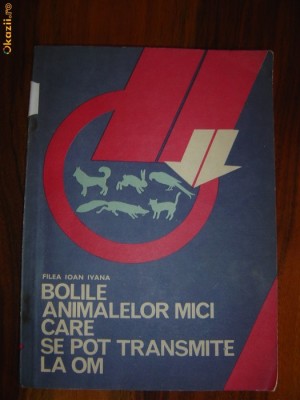 Okazii.ro
FILEA IOAN IVANA
BOLILE
ANIMALELOR MICI
CARE
SE POT TRANSMITE
LA OM